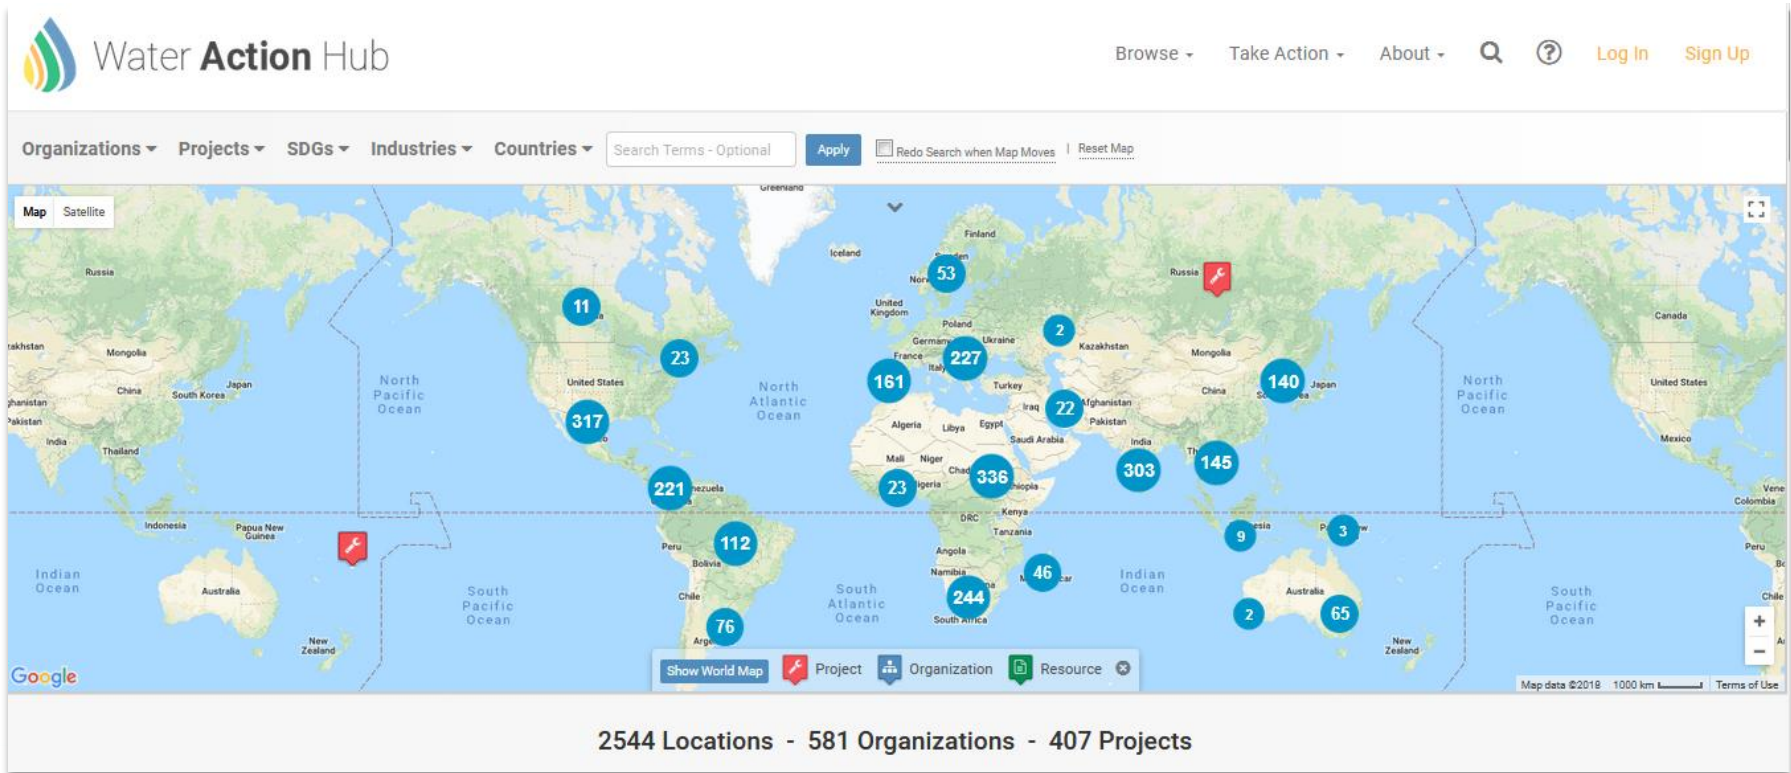 Water Action Hub
Browse Take Action About ? Log In Sign Up
Organizations Projects SDGs Industries Countries Search Terms - Optional Apply Redo Search when Map Moves | Reset Map
Map Satellite
Greenland
Finland
Iceland
Russia
53
Russia
11
United Kingdom
Canada
Poland
2
Germany Ukraine
Kazakhstan
Mongolia
23
France
227
Mongolia
North Pacific Ocean
United States
North Atlantic Ocean
161
Italy
Turkey
China
140
Japan
North Pacific Ocean
United States
China
South Korea
Japan
Iraq
22
Afghanistan
Pakistan
317
Algeria Libya Egypt
Saudi Arabia
India
Thailand
India
Mexico
Mali Niger
Chad
336
303
145
221
23
Kenya
DRC
Tanzania
Colombia
Indonesia
Papua New Guinea
Peru
112
Bolivia
Angola
9
3
Peru
Indian Ocean
Australia
South Pacific Ocean
Chile
South Atlantic Ocean
Namibia
46
244
South Africa
Indian Ocean
Australia
2
65
South Pacific Ocean
Chile
76
New Zealand
New Zealand
+
−
Google
Show World Map Project Organization Resource
Map data ©2018 1000 km Terms of Use
2544 Locations - 581 Organizations - 407 Projects